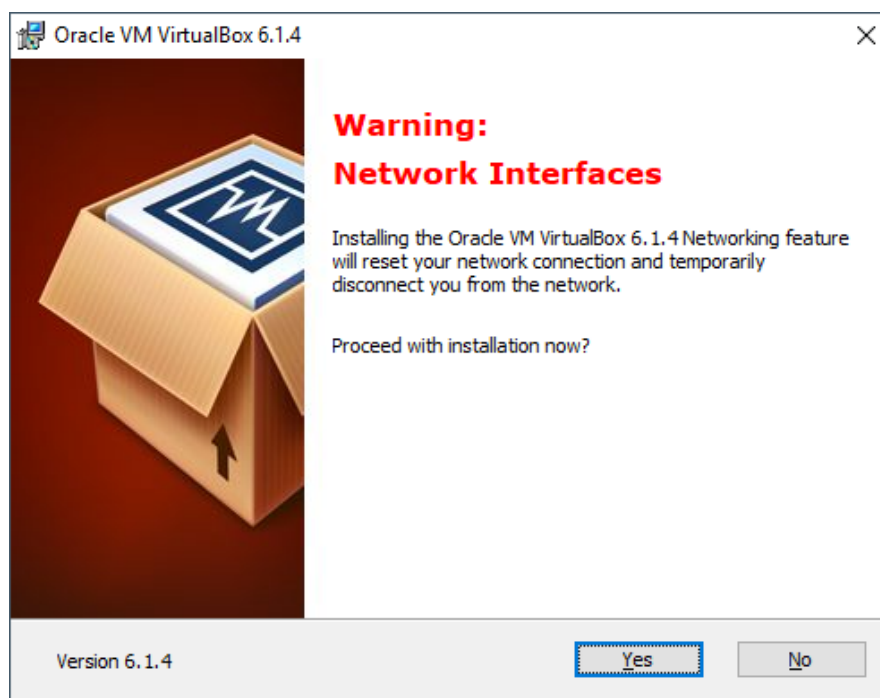 Oracle VM VirtualBox 6.1.4
Warning:
Network Interfaces
Installing the Oracle VM VirtualBox 6.1.4 Networking feature
will reset your network connection and temporarily
disconnect you from the network.
Proceed with installation now?
Version 6.1.4
Yes
No